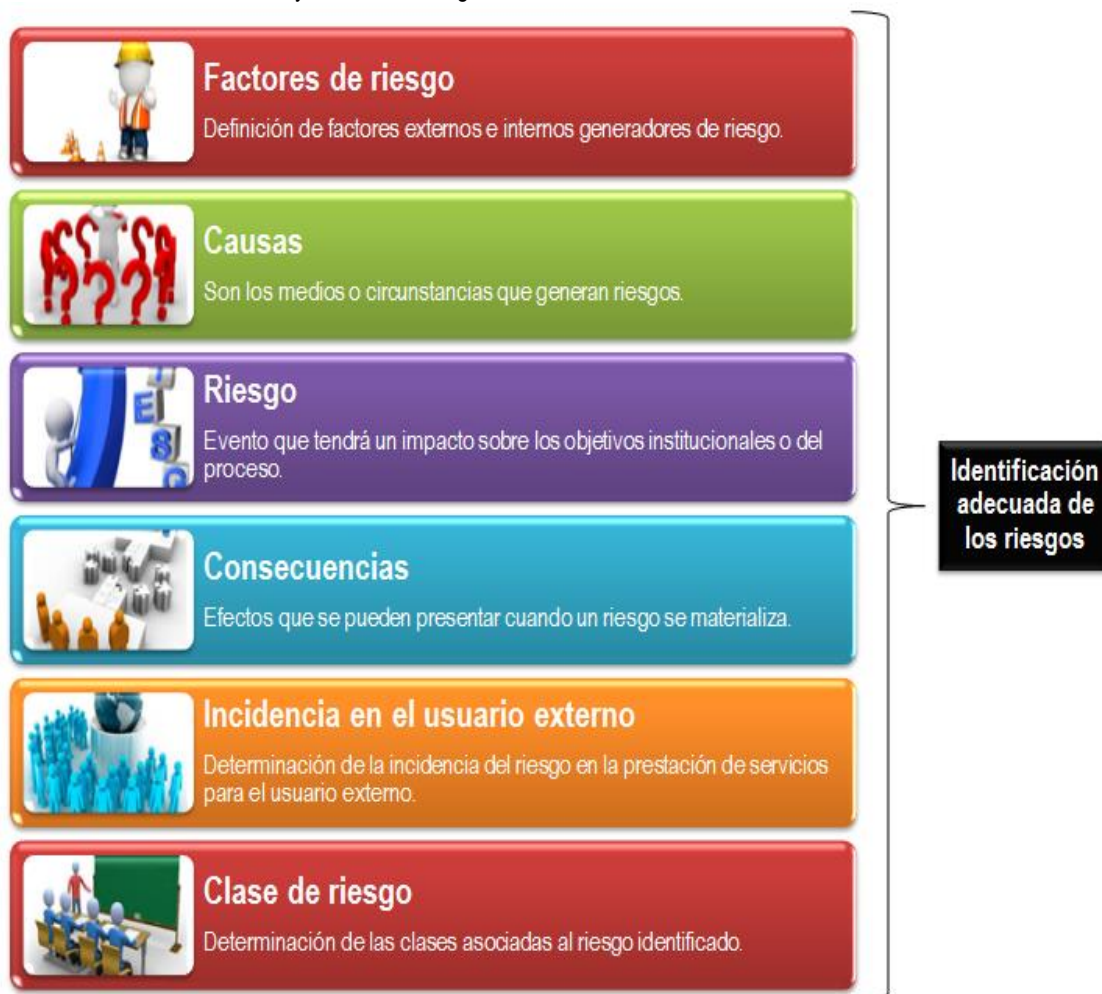 Factores de riesgo
Definición de factores externos e internos generadores de riesgo.
Causas
Son los medios o circunstancias que generan riesgos.
Riesgo
Evento que tendrá un impacto sobre los objetivos institucionales o del
proceso.
Consecuencias
Efectos que se pueden presentar cuando un riesgo se materializa.
Incidencia en el usuario externo
Determinación de la incidencia del riesgo en la prestación de servicios
para el usuario externo.
Clase de riesgo
Determinación de las clases asociadas al riesgo identificado.
Identificación
adecuada de
los riesgos